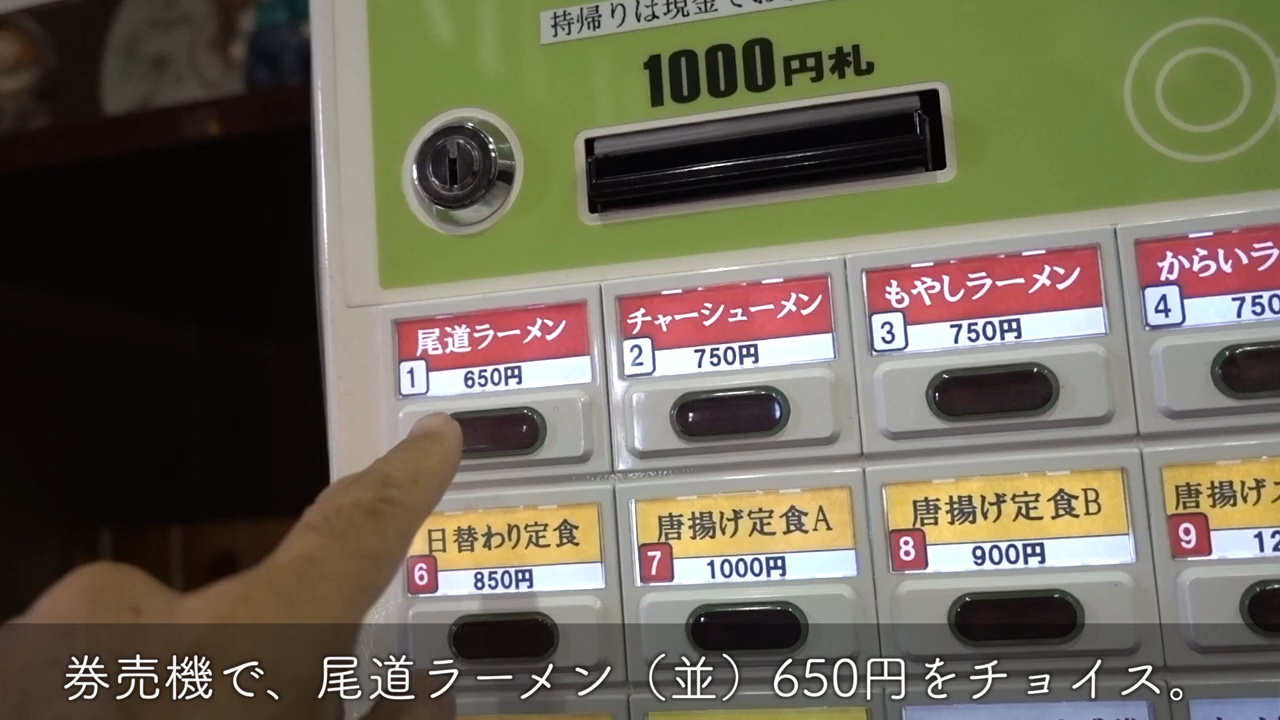 持帰りは現金で
1000円札
尾道ラーメン
1 650円
チャーシューメン
2 750円
もやしラーメン
3 750円
からいラ
4 750
日替わり定食
6 850円
唐揚げ定食A
7 1000円
唐揚げ定食B
8 900円
唐揚げ
9 12
券売機で、尾道ラーメン（並）650円をチョイス。